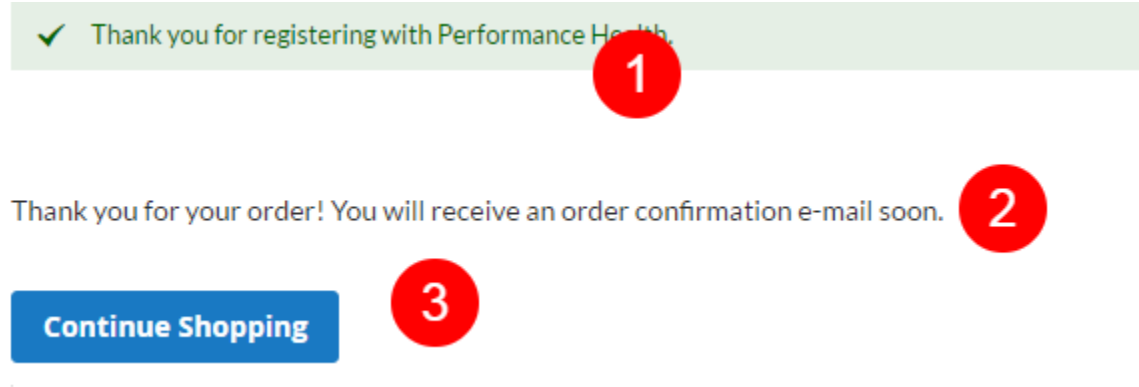 Thank you for registering with Performance Health.
1
Thank you for your order! You will receive an order confirmation e-mail soon.
2
3
Continue Shopping